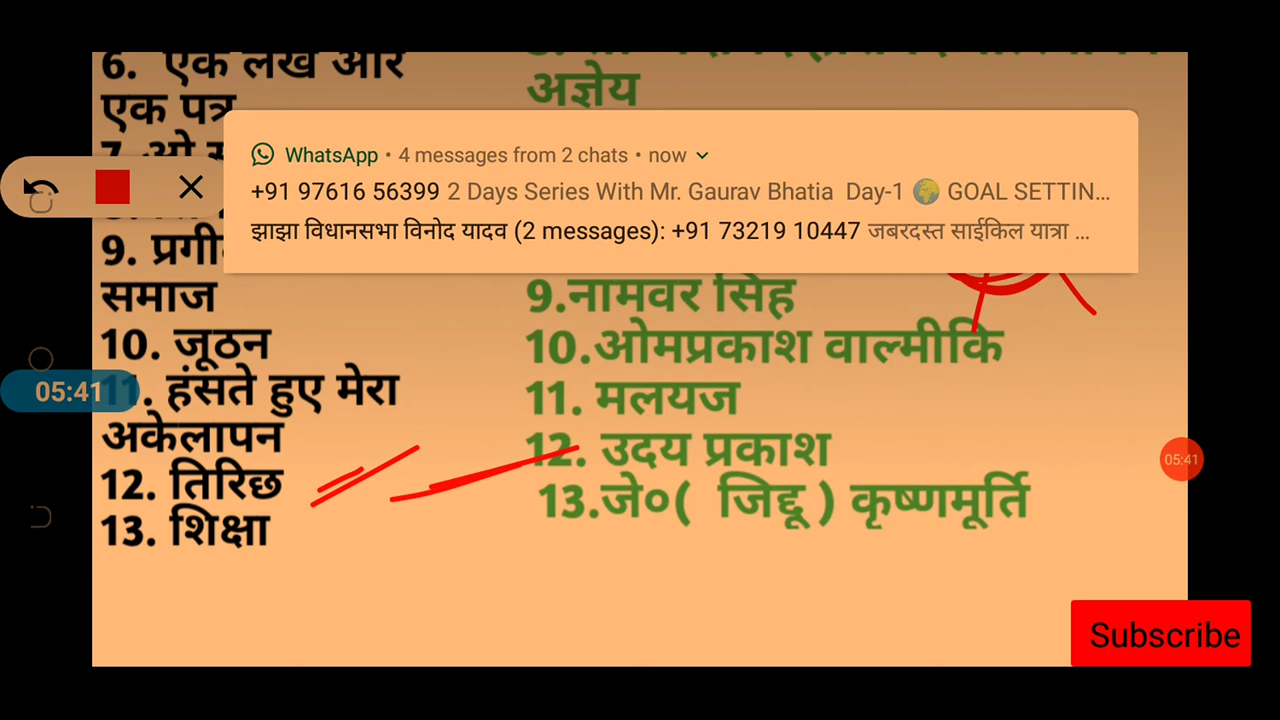 6. एक लेख और
एक पत्र
9. प्रगी
समाज
10. जूठन
11. हंसते हुए मेरा
अकेलापन
12. तिरिछ
13. शिक्षा
अज्ञेय
WhatsApp • 4 messages from 2 chats • now
+91 97616 56399 2 Days Series With Mr. Gaurav Bhatia Day-1 🌍 GOAL SETTIN...
झाझा विधानसभा विनोद यादव (2 messages): +91 73219 10447 जबरदस्त साईकिल यात्रा ...
9.नामवर सिंह
10.ओमप्रकाश वाल्मीकि
11. मलयज
12. उदय प्रकाश
13.जे०( जिद्दू ) कृष्णमूर्ति
05:41
05:41
Subscribe